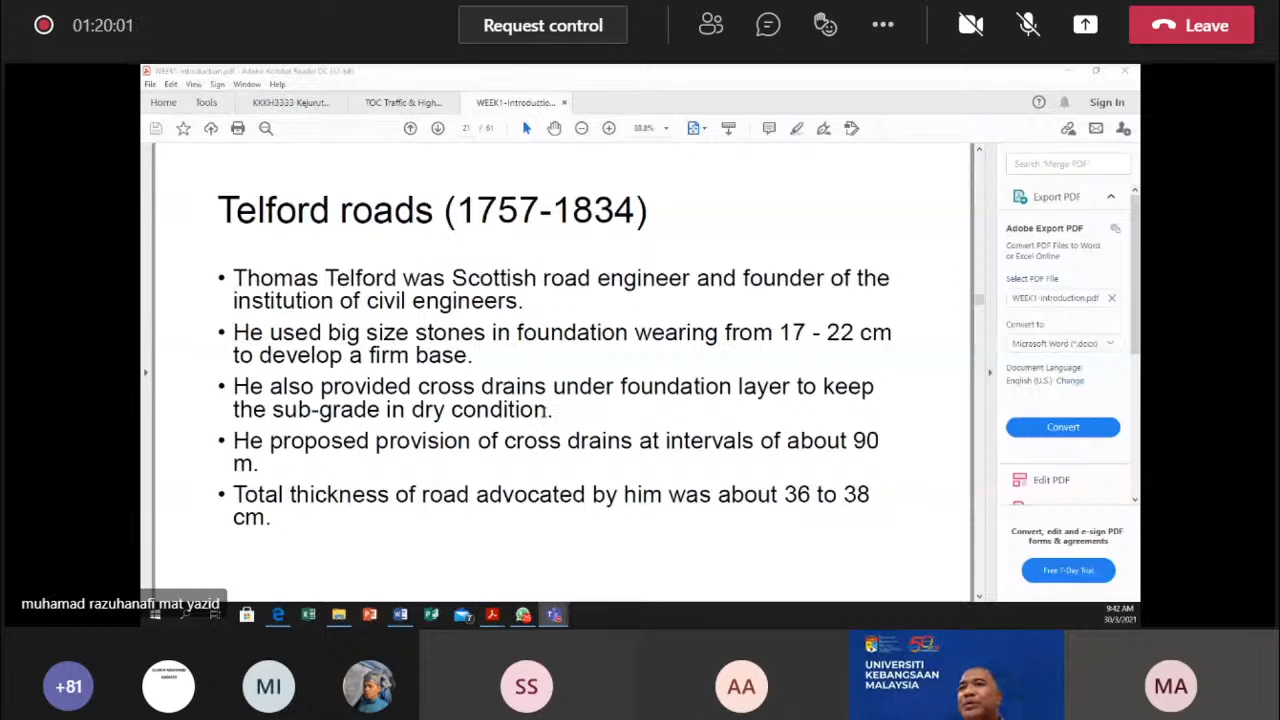 01:20:01
Request control
Leave
WEEK1-Introduction.pdf - Adobe Acrobat Reader DC (32-bit)
File Edit View Sign Window Help
Home Tools KKKH3333 Kejurut... TOC Traffic & High... WEEK1-Introductio... × Sign In
21 / 61 88.8%
Telford roads (1757-1834)
• Thomas Telford was Scottish road engineer and founder of the
institution of civil engineers.
• He used big size stones in foundation wearing from 17 - 22 cm
to develop a firm base.
• He also provided cross drains under foundation layer to keep
the sub-grade in dry condition.
• He proposed provision of cross drains at intervals of about 90
m.
• Total thickness of road advocated by him was about 36 to 38
cm.
Search 'Merge PDF'
Export PDF
Adobe Export PDF
Convert PDF Files to Word
or Excel Online
Select PDF File
WEEK1-Introduction.pdf ×
Convert to
Microsoft Word (*.docx)
Document Language:
English (U.S.) Change
Convert
Edit PDF
Convert, edit and e-sign PDF
forms & agreements
Free 7-Day Trial
muhamad razuhanafi mat yazid
9:42 AM
30/3/2021
+81
MI
SS
AA
UNIVERSITI
KEBANGSAAN
MALAYSIA
MA